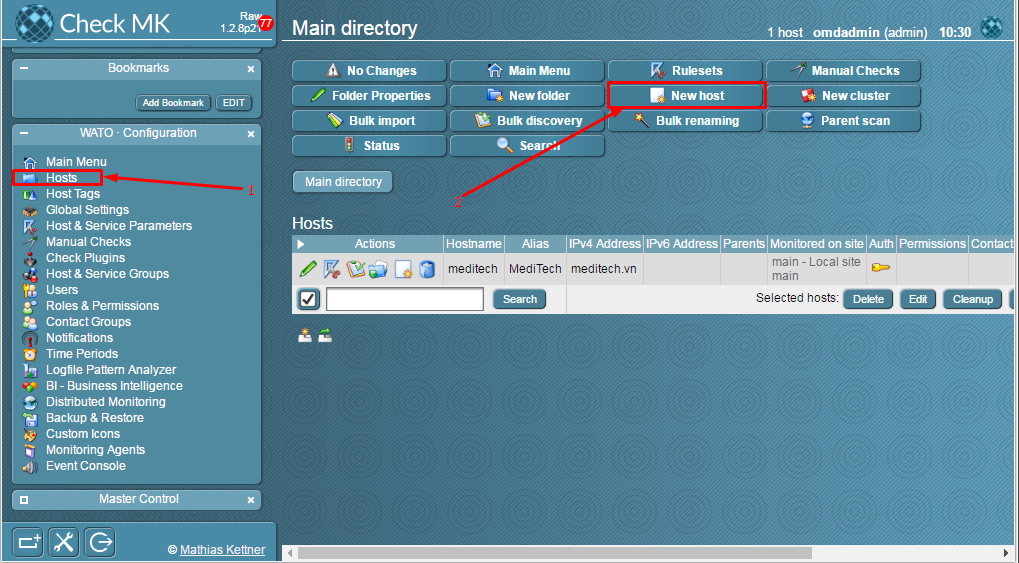 Check MK
Raw
1.2.8p21
77
Main directory
1 host omdadmin (admin) 10:30
Bookmarks
Add Bookmark
EDIT
WATO · Configuration
Main Menu
Hosts
Host Tags
Global Settings
Host & Service Parameters
Manual Checks
Check Plugins
Host & Service Groups
Users
Roles & Permissions
Contact Groups
Notifications
Time Periods
Logfile Pattern Analyzer
BI - Business Intelligence
Distributed Monitoring
Backup & Restore
Custom Icons
Monitoring Agents
Event Console
Master Control
© Mathias Kettner
1
No Changes
Main Menu
Rulesets
Manual Checks
Folder Properties
New folder
New host
New cluster
Bulk import
Bulk discovery
Bulk renaming
Parent scan
Status
Search
2
Main directory
Hosts
Actions Hostname Alias IPv4 Address IPv6 Address Parents Monitored on site Auth Permissions Contact
meditech MediTech meditech.vn main - Local site
main
Search
Selected hosts: Delete Edit Cleanup